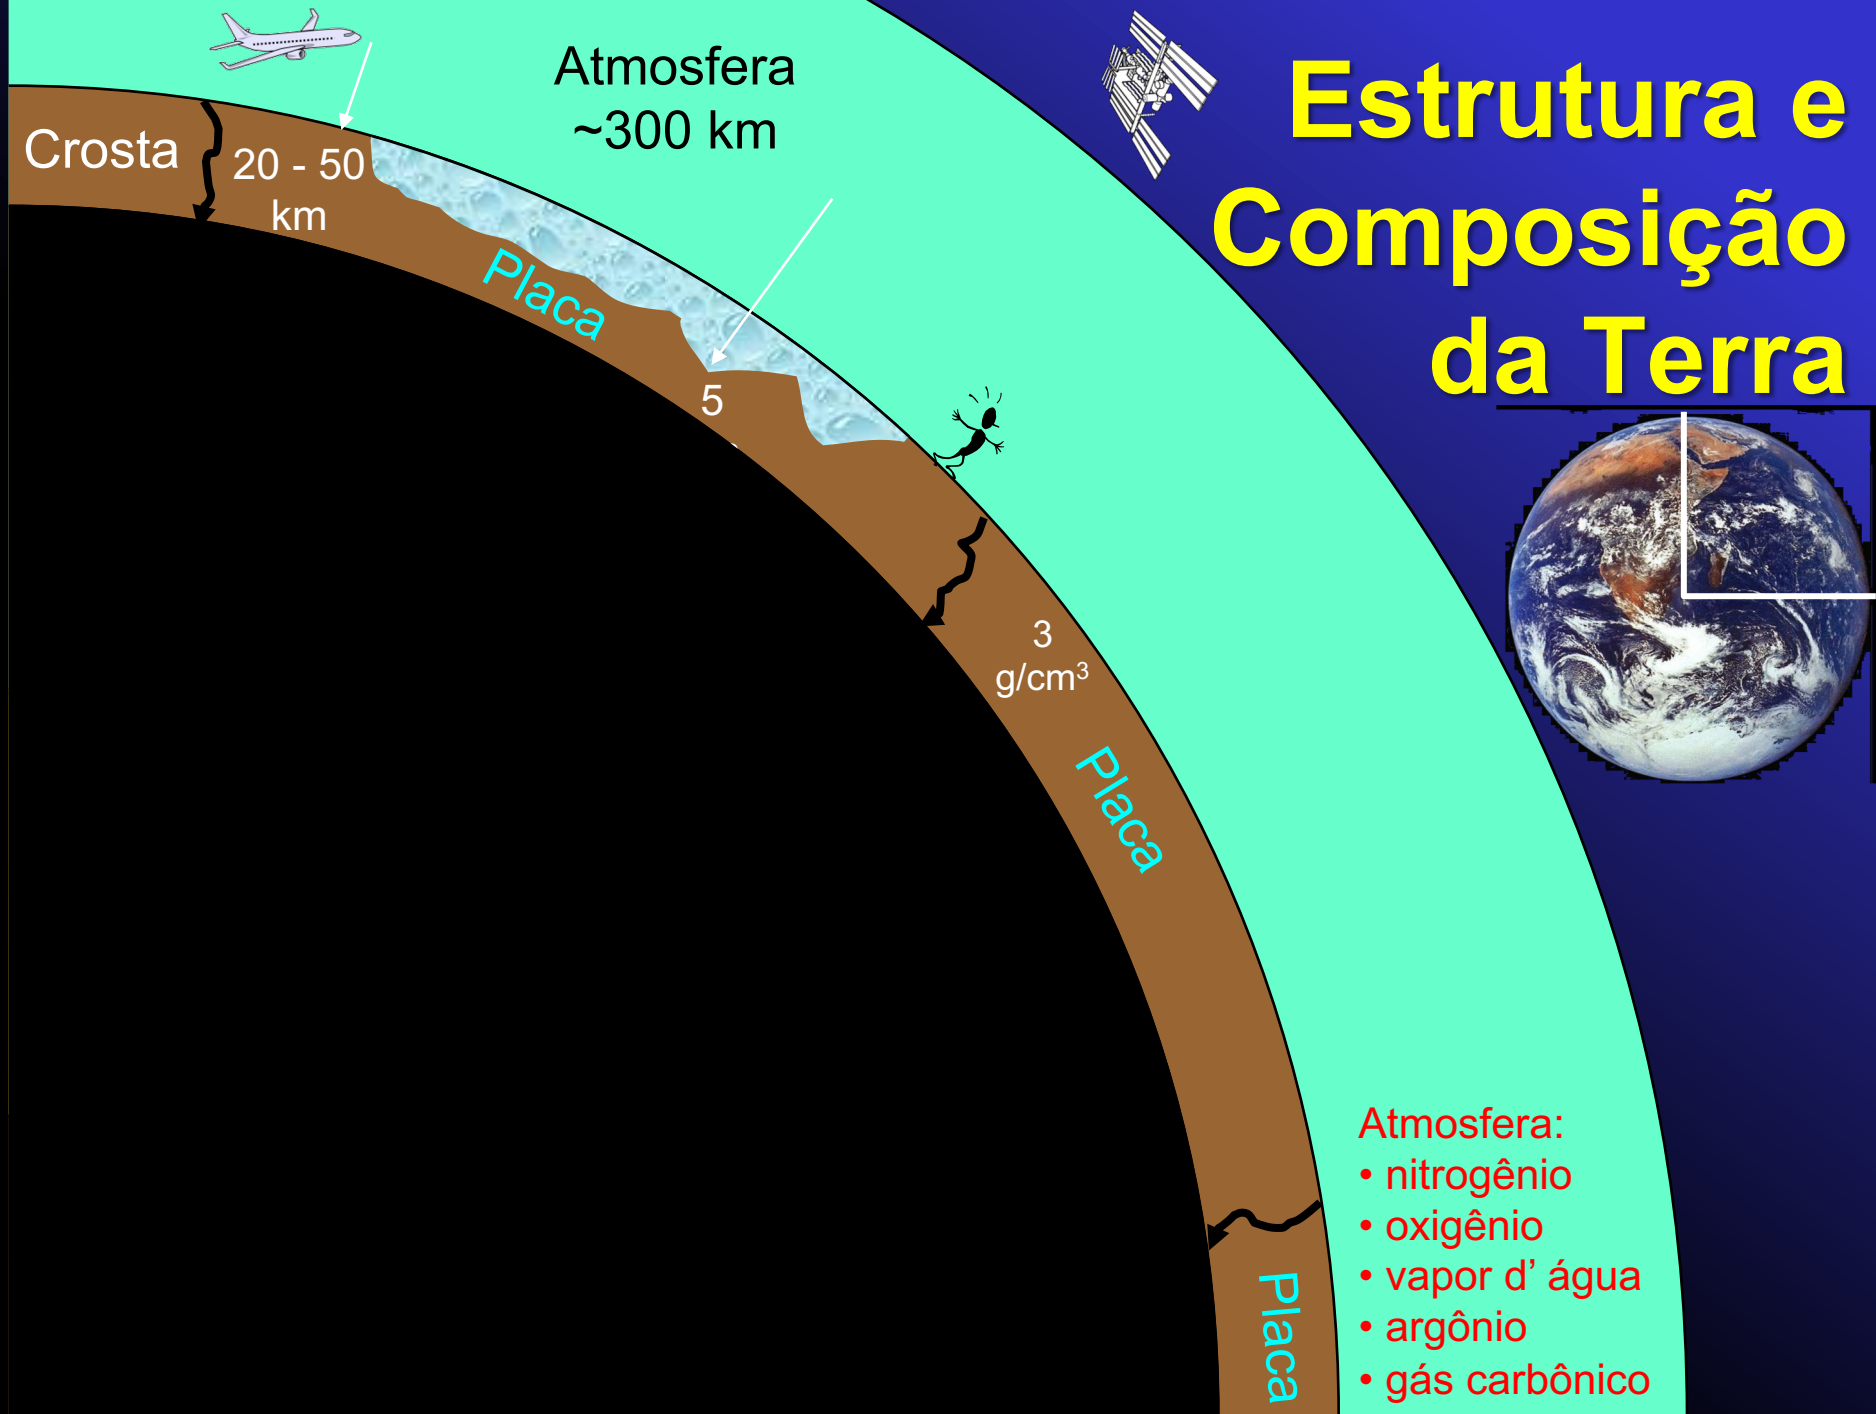 Estrutura e
Composição
da Terra
Atmosfera
~300 km
Crosta
20 - 50
km
Placa
5
3
g/cm³
Placa
Placa
Atmosfera:
• nitrogênio
• oxigênio
• vapor d’ água
• argônio
• gás carbônico